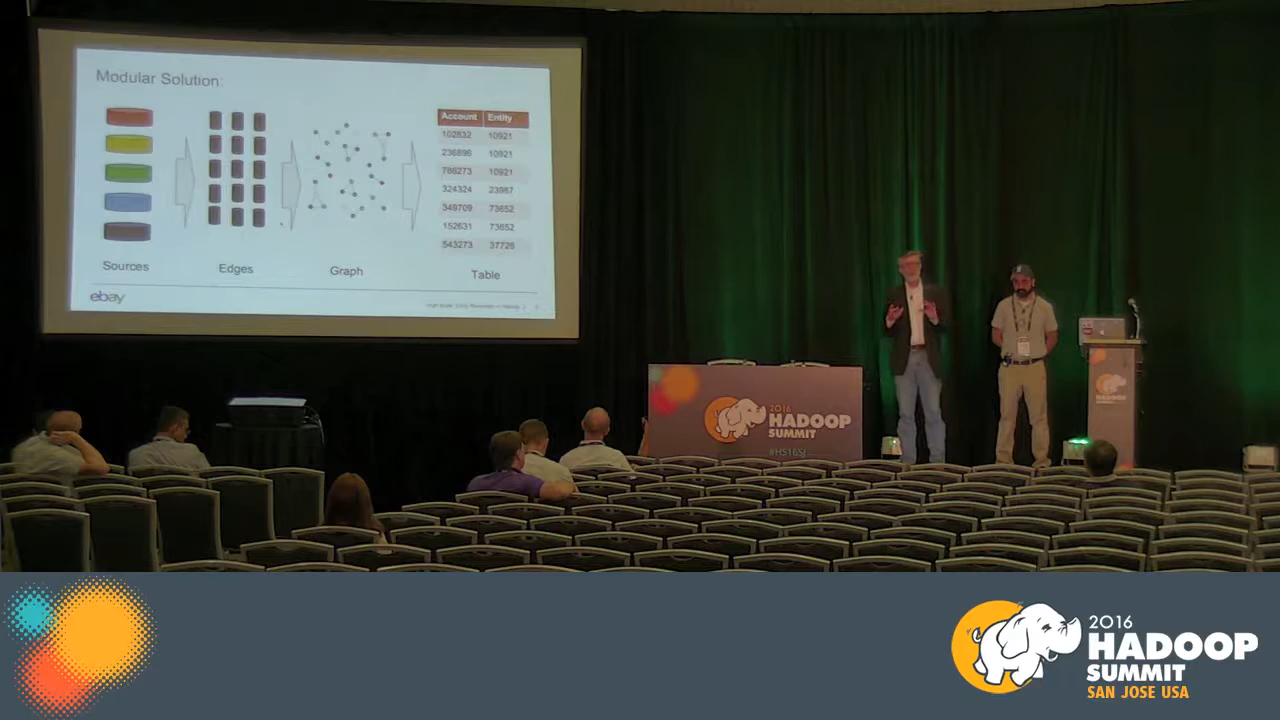 Modular Solution:
Account Entity
102832 10921
236896 10921
786273 10921
324324 23987
349709 73652
152631 73652
543273 37726
Sources
Edges
Graph
Table
ebay
2016
HADOOP
SUMMIT
#HS16SJ
HADOOP
2016
HADOOP
SUMMIT
SAN JOSE USA